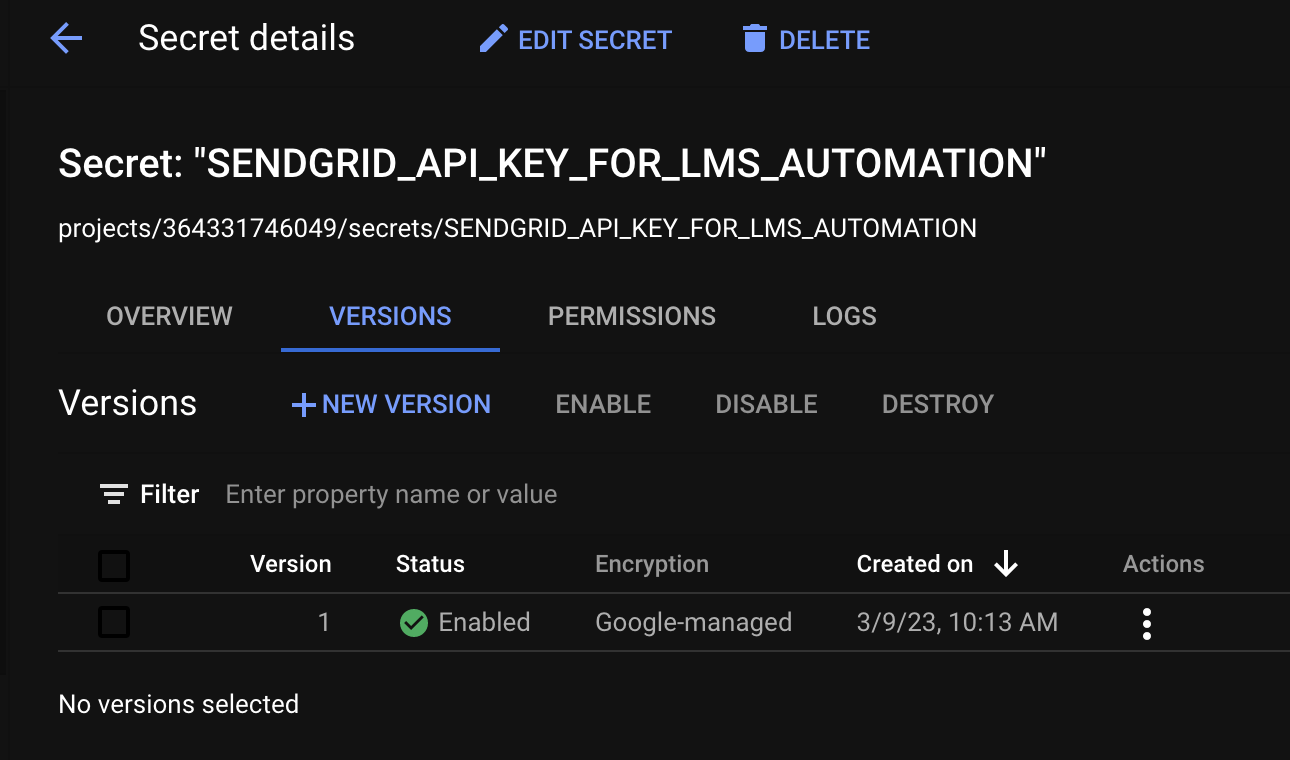 Secret details EDIT SECRET DELETE
Secret: "SENDGRID_API_KEY_FOR_LMS_AUTOMATION"
projects/364331746049/secrets/SENDGRID_API_KEY_FOR_LMS_AUTOMATION
OVERVIEW VERSIONS PERMISSIONS LOGS
Versions + NEW VERSION ENABLE DISABLE DESTROY
Filter Enter property name or value
Version Status Encryption Created on Actions
1 Enabled Google-managed 3/9/23, 10:13 AM
No versions selected